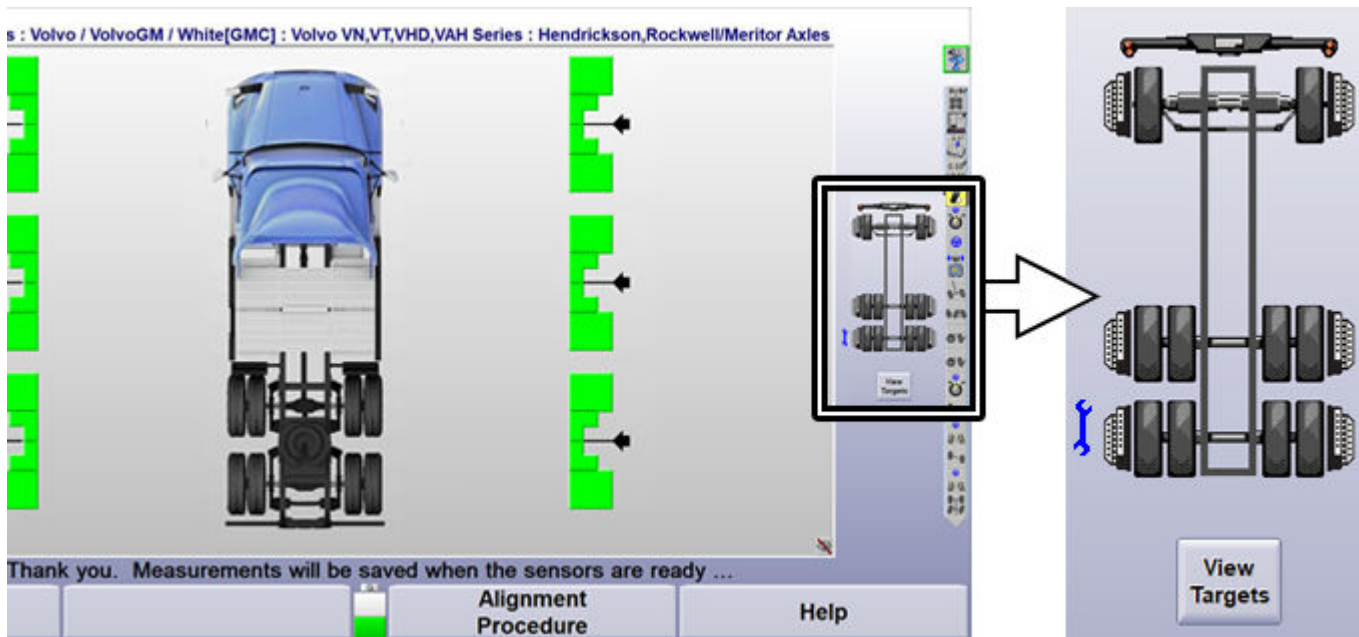 s : Volvo / VolvoGM / White[GMC] : Volvo VN,VT,VHD,VAH Series : Hendrickson,Rockwell/Meritor Axles
View
Targets
Thank you.  Measurements will be saved when the sensors are ready ...
Alignment
Procedure
Help
View
Targets